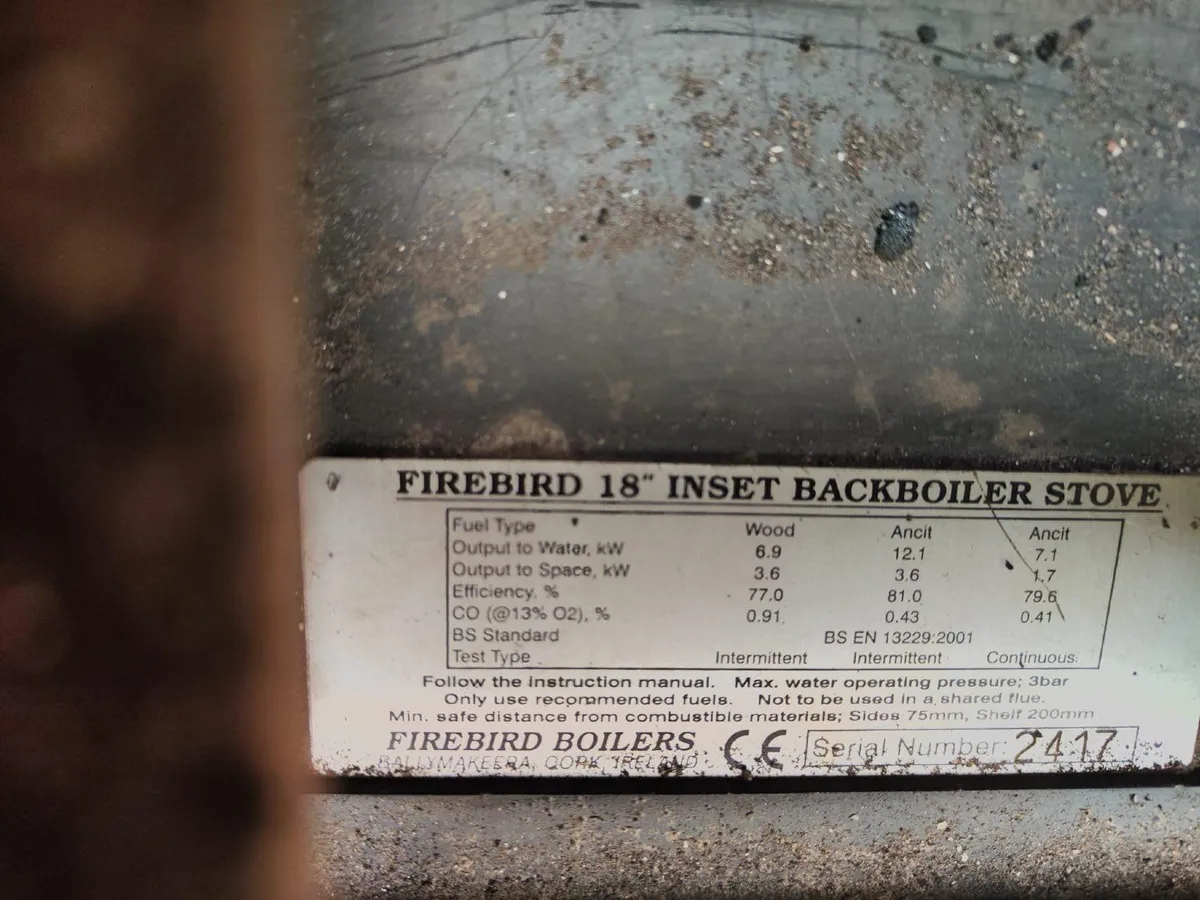 FIREBIRD 18" INSET BACKBOILER STOVE
Fuel Type Wood Ancit Ancit
Output to Water, kW 6.9 12.1 7.1
Output to Space, kW 3.6 3.6 1.7
Efficiency, % 77.0 81.0 79.6
CO (@13% O2), % 0.91 0.43 0.41
BS Standard BS EN 13229:2001
Test Type Intermittent Intermittent Continuous
Follow the instruction manual. Max. water operating pressure; 3bar
Only use recommended fuels. Not to be used in a shared flue.
Min. safe distance from combustible materials; Sides 75mm, Shelf 200mm
FIREBIRD BOILERS CE Serial Number: 2417
BALLYMAKEERA, CORK, IRELAND